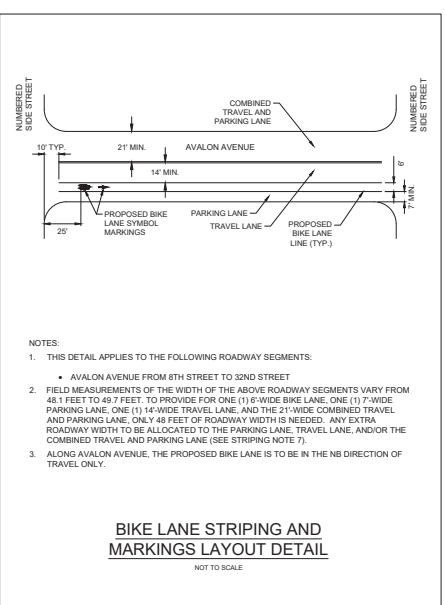 NUMBERED
SIDE STREET
NUMBERED
SIDE STREET
COMBINED
TRAVEL AND
PARKING LANE
10' TYP.
21' MIN.
AVALON AVENUE
14' MIN.
6'
7' MIN.
25'
PROPOSED BIKE
LANE SYMBOL
MARKINGS
PARKING LANE
TRAVEL LANE
PROPOSED
BIKE LANE
LINE (TYP.)
NOTES:
1. THIS DETAIL APPLIES TO THE FOLLOWING ROADWAY SEGMENTS:
• AVALON AVENUE FROM 8TH STREET TO 32ND STREET
2. FIELD MEASUREMENTS OF THE WIDTH OF THE ABOVE ROADWAY SEGMENTS VARY FROM
48.1 FEET TO 49.7 FEET. TO PROVIDE FOR ONE (1) 6'-WIDE BIKE LANE, ONE (1) 7'-WIDE
PARKING LANE, ONE (1) 14'-WIDE TRAVEL LANE, AND THE 21'-WIDE COMBINED TRAVEL
AND PARKING LANE, ONLY 48 FEET OF ROADWAY WIDTH IS NEEDED. ANY EXTRA
ROADWAY WIDTH TO BE ALLOCATED TO THE PARKING LANE, TRAVEL LANE, AND/OR THE
COMBINED TRAVEL AND PARKING LANE (SEE STRIPING NOTE 7).
3. ALONG AVALON AVENUE, THE PROPOSED BIKE LANE IS TO BE IN THE NB DIRECTION OF
TRAVEL ONLY.
BIKE LANE STRIPING AND
MARKINGS LAYOUT DETAIL
NOT TO SCALE